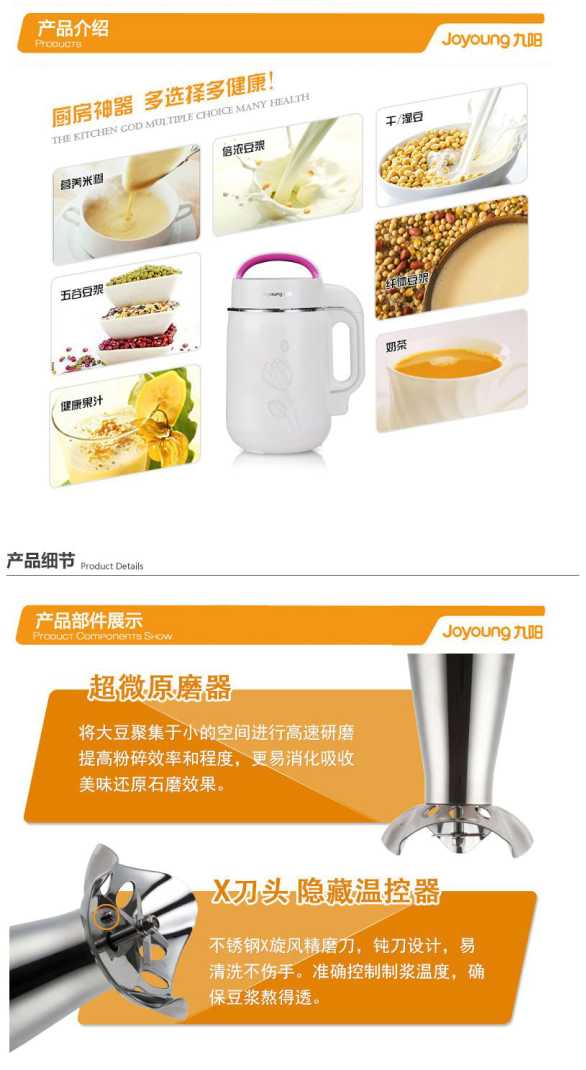 产品介绍
Products
Joyoung 九阳
厨房神器 多选择多健康!
THE KITCHEN GOD MULTIPLE CHOICE MANY HEALTH
营养米糊
倍浓豆浆
干/湿豆
五谷豆浆
Joyoung 九阳
纤体豆浆
健康果汁
奶茶
产品细节 Product Details
产品部件展示
Product Components Show
Joyoung 九阳
超微原磨器
将大豆聚集于小的空间进行高速研磨
提高粉碎效率和程度，更易消化吸收
美味还原石磨效果。
X刀头 隐藏温控器
不锈钢X旋风精磨刀，钝刀设计，易
清洗不伤手。准确控制制浆温度，确
保豆浆熬得透。